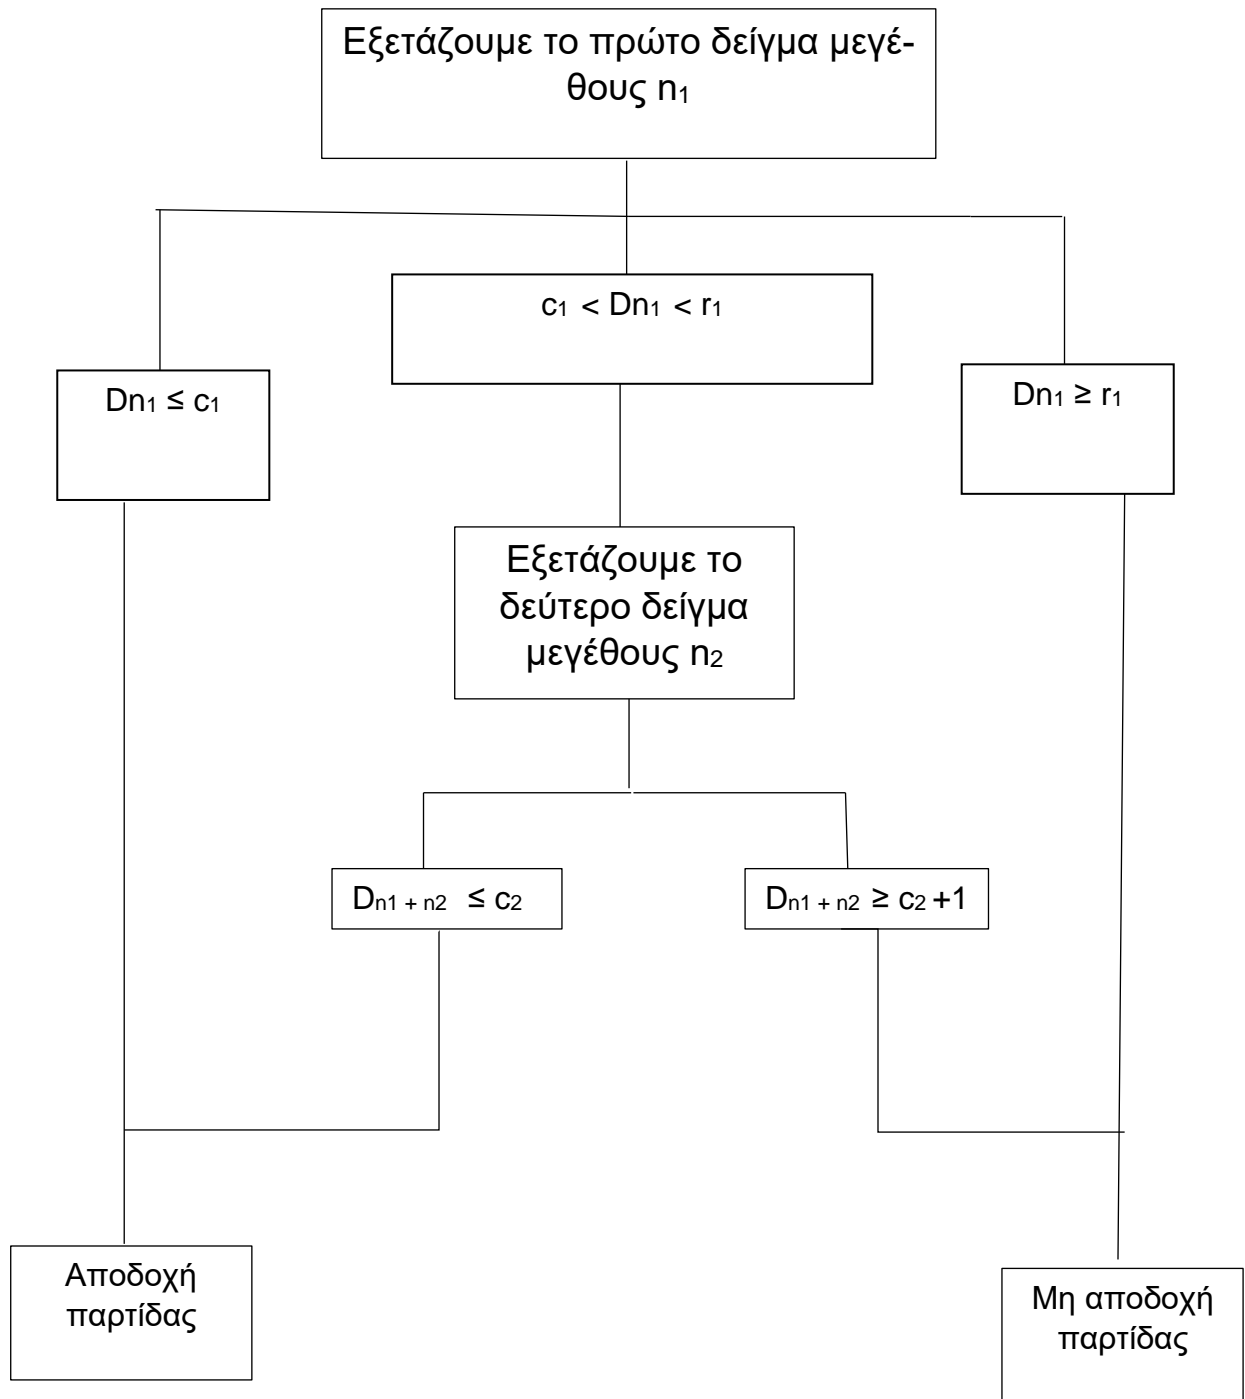 Εξετάζουμε το πρώτο δείγμα μεγέ-
θους n₁
c₁ < Dn₁ < r₁
Dn₁ ≤ c₁
Dn₁ ≥ r₁
Εξετάζουμε το
δεύτερο δείγμα
μεγέθους n₂
Dn1 + n2 ≤ c₂
Dn1 + n2 ≥ c₂ +1
Αποδοχή
παρτίδας
Μη αποδοχή
παρτίδας